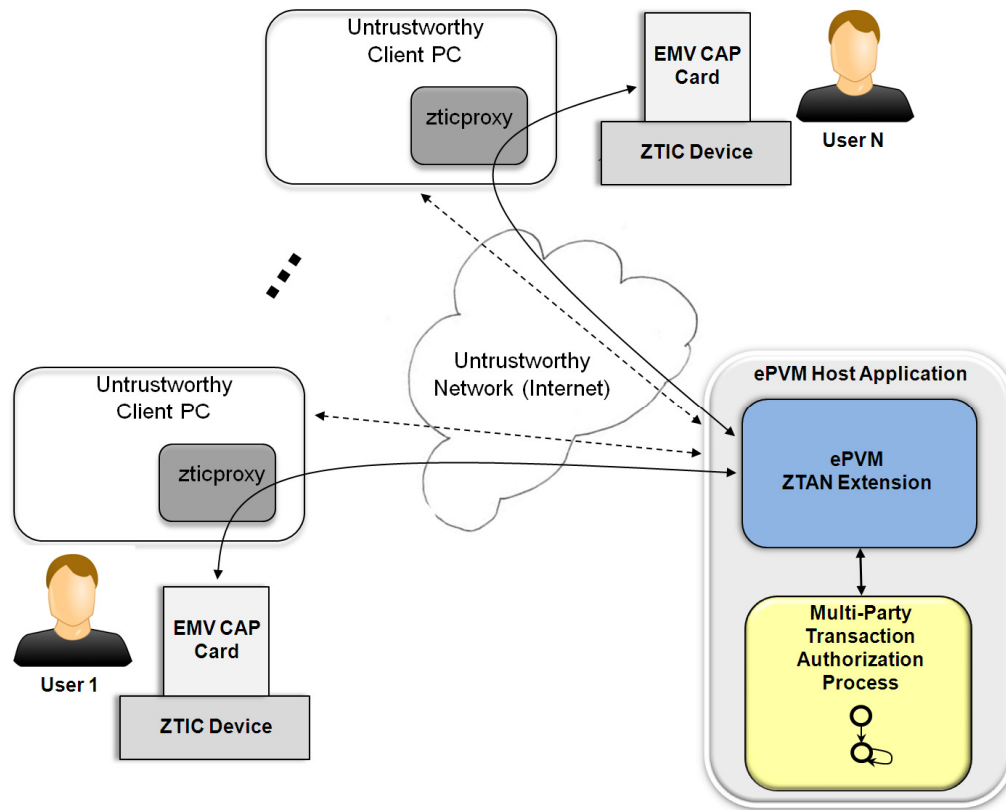 Untrustworthy
Client PC
zticproxy
EMV CAP
Card
ZTIC Device
User N
Untrustworthy
Network (Internet)
Untrustworthy
Client PC
zticproxy
User 1
EMV CAP
Card
ZTIC Device
ePVM Host Application
ePVM
ZTAN Extension
Multi-Party
Transaction
Authorization
Process